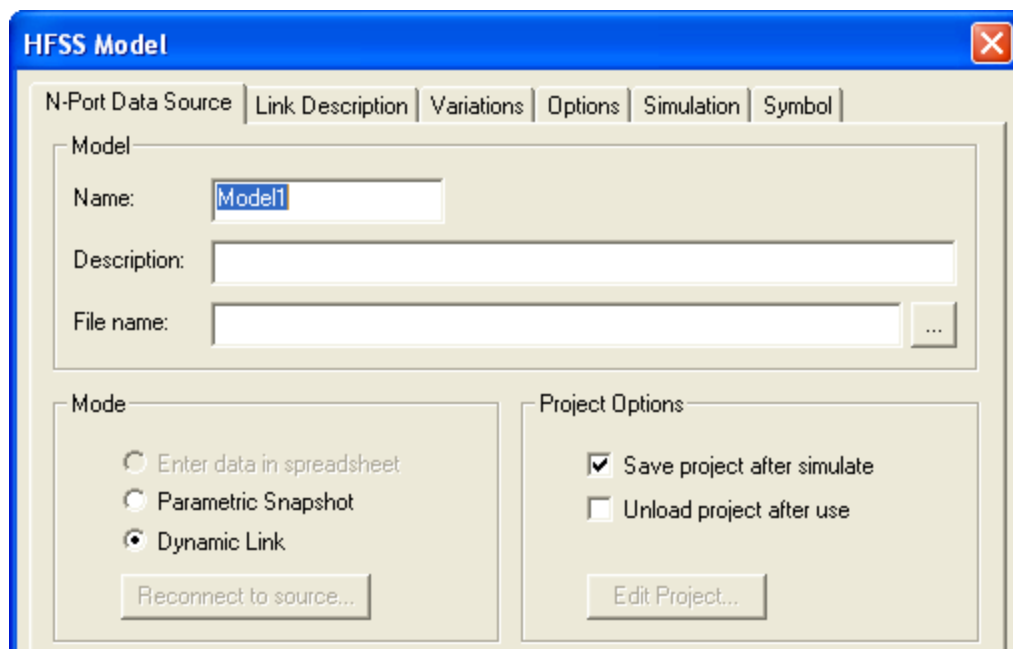 HFSS Model
N-Port Data Source Link Description Variations Options Simulation Symbol
Model
Name: Model1
Description:
File name: ...
Mode
Enter data in spreadsheet
Parametric Snapshot
Dynamic Link
Reconnect to source...
Project Options
Save project after simulate
Unload project after use
Edit Project...